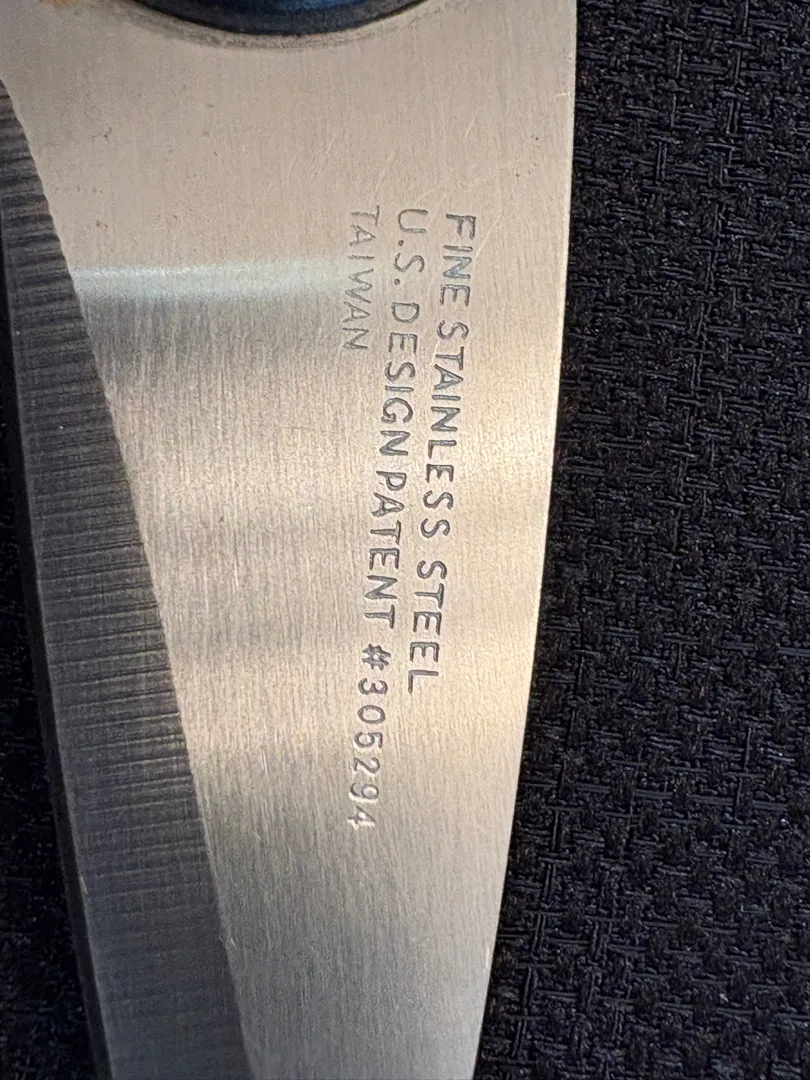 FINE STAINLESS STEEL
U.S. DESIGN PATENT #305294
TAIWAN